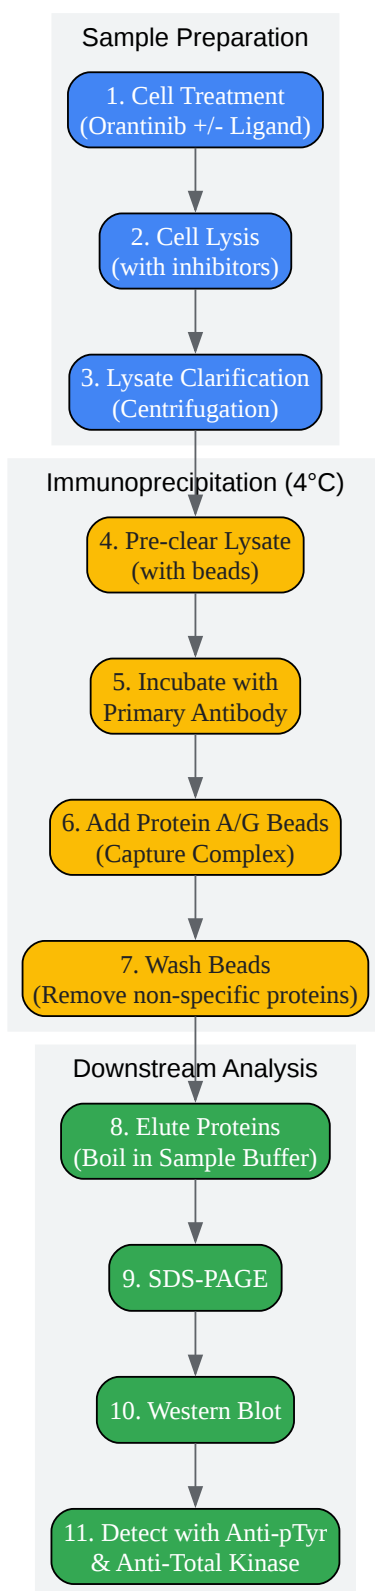 Sample Preparation
1. Cell Treatment
(Orantinib +/- Ligand)
2. Cell Lysis
(with inhibitors)
3. Lysate Clarification
(Centrifugation)
Immunoprecipitation (4°C)
4. Pre-clear Lysate
(with beads)
5. Incubate with
Primary Antibody
6. Add Protein A/G Beads
(Capture Complex)
7. Wash Beads
(Remove non-specific proteins)
Downstream Analysis
8. Elute Proteins
(Boil in Sample Buffer)
9. SDS-PAGE
10. Western Blot
11. Detect with Anti-pTyr
& Anti-Total Kinase